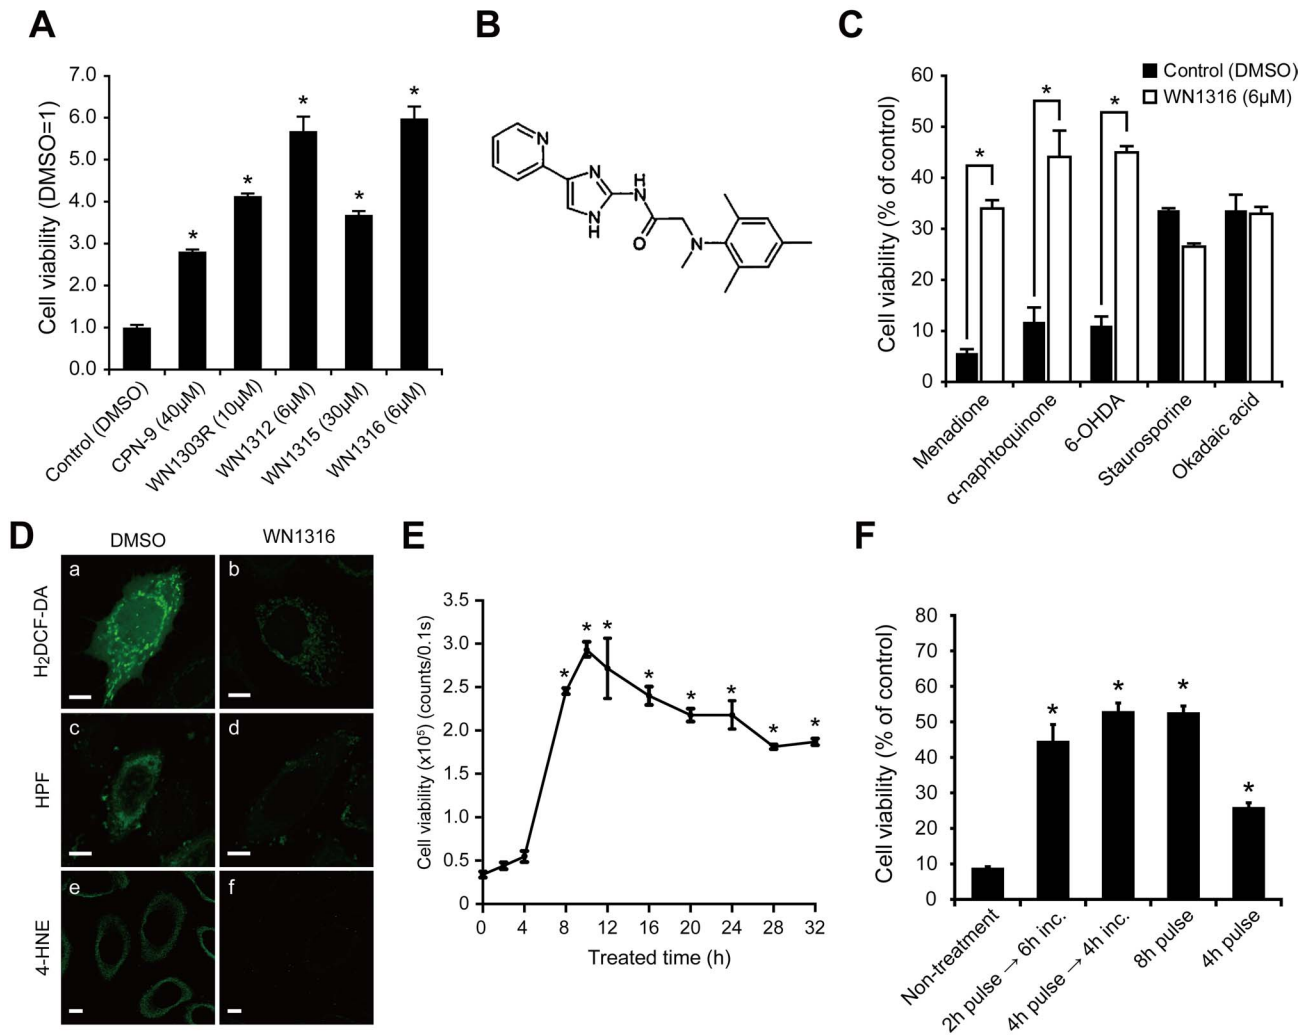 A
Cell viability (DMSO=1)
7.0
6.0
5.0
4.0
3.0
2.0
1.0
0.0
*
*
*
*
*
Control (DMSO)
CPN-9 (40μM)
WN1303R (10μM)
WN1312 (6μM)
WN1315 (30μM)
WN1316 (6μM)
B
N
N
N
H
H
N
O
N
C
Cell viability (% of control)
60
50
40
30
20
10
0
Control (DMSO)
WN1316 (6μM)
*
*
*
Menadione
α-naphtoquinone
6-OHDA
Staurosporine
Okadaic acid
D
DMSO
WN1316
H₂DCF-DA
a
b
HPF
c
d
4-HNE
e
f
E
Cell viability (x10⁵) (counts/0.1s)
3.5
3.0
2.5
2.0
1.5
1.0
0.5
0
*
*
*
*
*
*
*
*
0
4
8
12
16
20
24
28
32
Treated time (h)
F
Cell viability (% of control)
80
70
60
50
40
30
20
10
0
*
*
*
*
Non-treatment
2h pulse → 6h inc.
4h pulse → 4h inc.
8h pulse
4h pulse